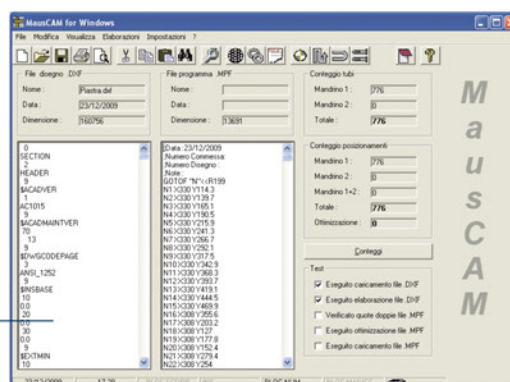 MausCAM for Windows
File Modifica Visualizza Elaborazioni Impostazioni ?
File disegno .DXF
Nome : Piastra.dxf
Data : 23/12/2009
Dimensione : 160756
File programma .MPF
Nome :
Data :
Dimensione : 13691
Conteggio tubi
Mandrino 1 : 776
Mandrino 2 : 0
Totale : 776
Conteggio posizionamenti
Mandrino 1 : 776
Mandrino 2 : 0
Mandrino 1+2 : 0
Totale : 776
Ottimizzazione : 0
Conteggi
Test
Eseguito caricamento file .DXF
Eseguito elaborazione file .DXF
Verificato quote doppie file .MPF
Eseguito ottimizzazione file .MPF
Eseguito caricamento file .MPF
MausCAM
0
SECTION
2
HEADER
9
$ACADVER
1
AC1015
9
$ACADMAINTVER
70
13
9
$DWGCODEPAGE
3
ANSI_1252
9
$INSBASE
10
0.0
20
0.0
30
0.0
9
$EXTMIN
10
;Data : 23/12/2009
;Numero Commessa:
;Numero Disegno :
;Note :
GOTOF "N"<<R199
N1 X330 Y114.3
N2 X330 Y139.7
N3 X330 Y165.1
N4 X330 Y190.5
N5 X330 Y215.9
N6 X330 Y241.3
N7 X330 Y266.7
N8 X330 Y292.1
N9 X330 Y317.5
N10 X330 Y342.9
N11 X330 Y368.3
N12 X330 Y393.7
N13 X330 Y419.1
N14 X330 Y444.5
N15 X330 Y469.9
N16 X308 Y355.6
N17 X308 Y203.2
N18 X308 Y127
N19 X308 Y177.8
N20 X308 Y152.4
N21 X308 Y279.4
N22 X308 Y254
23/12/2009 17.29